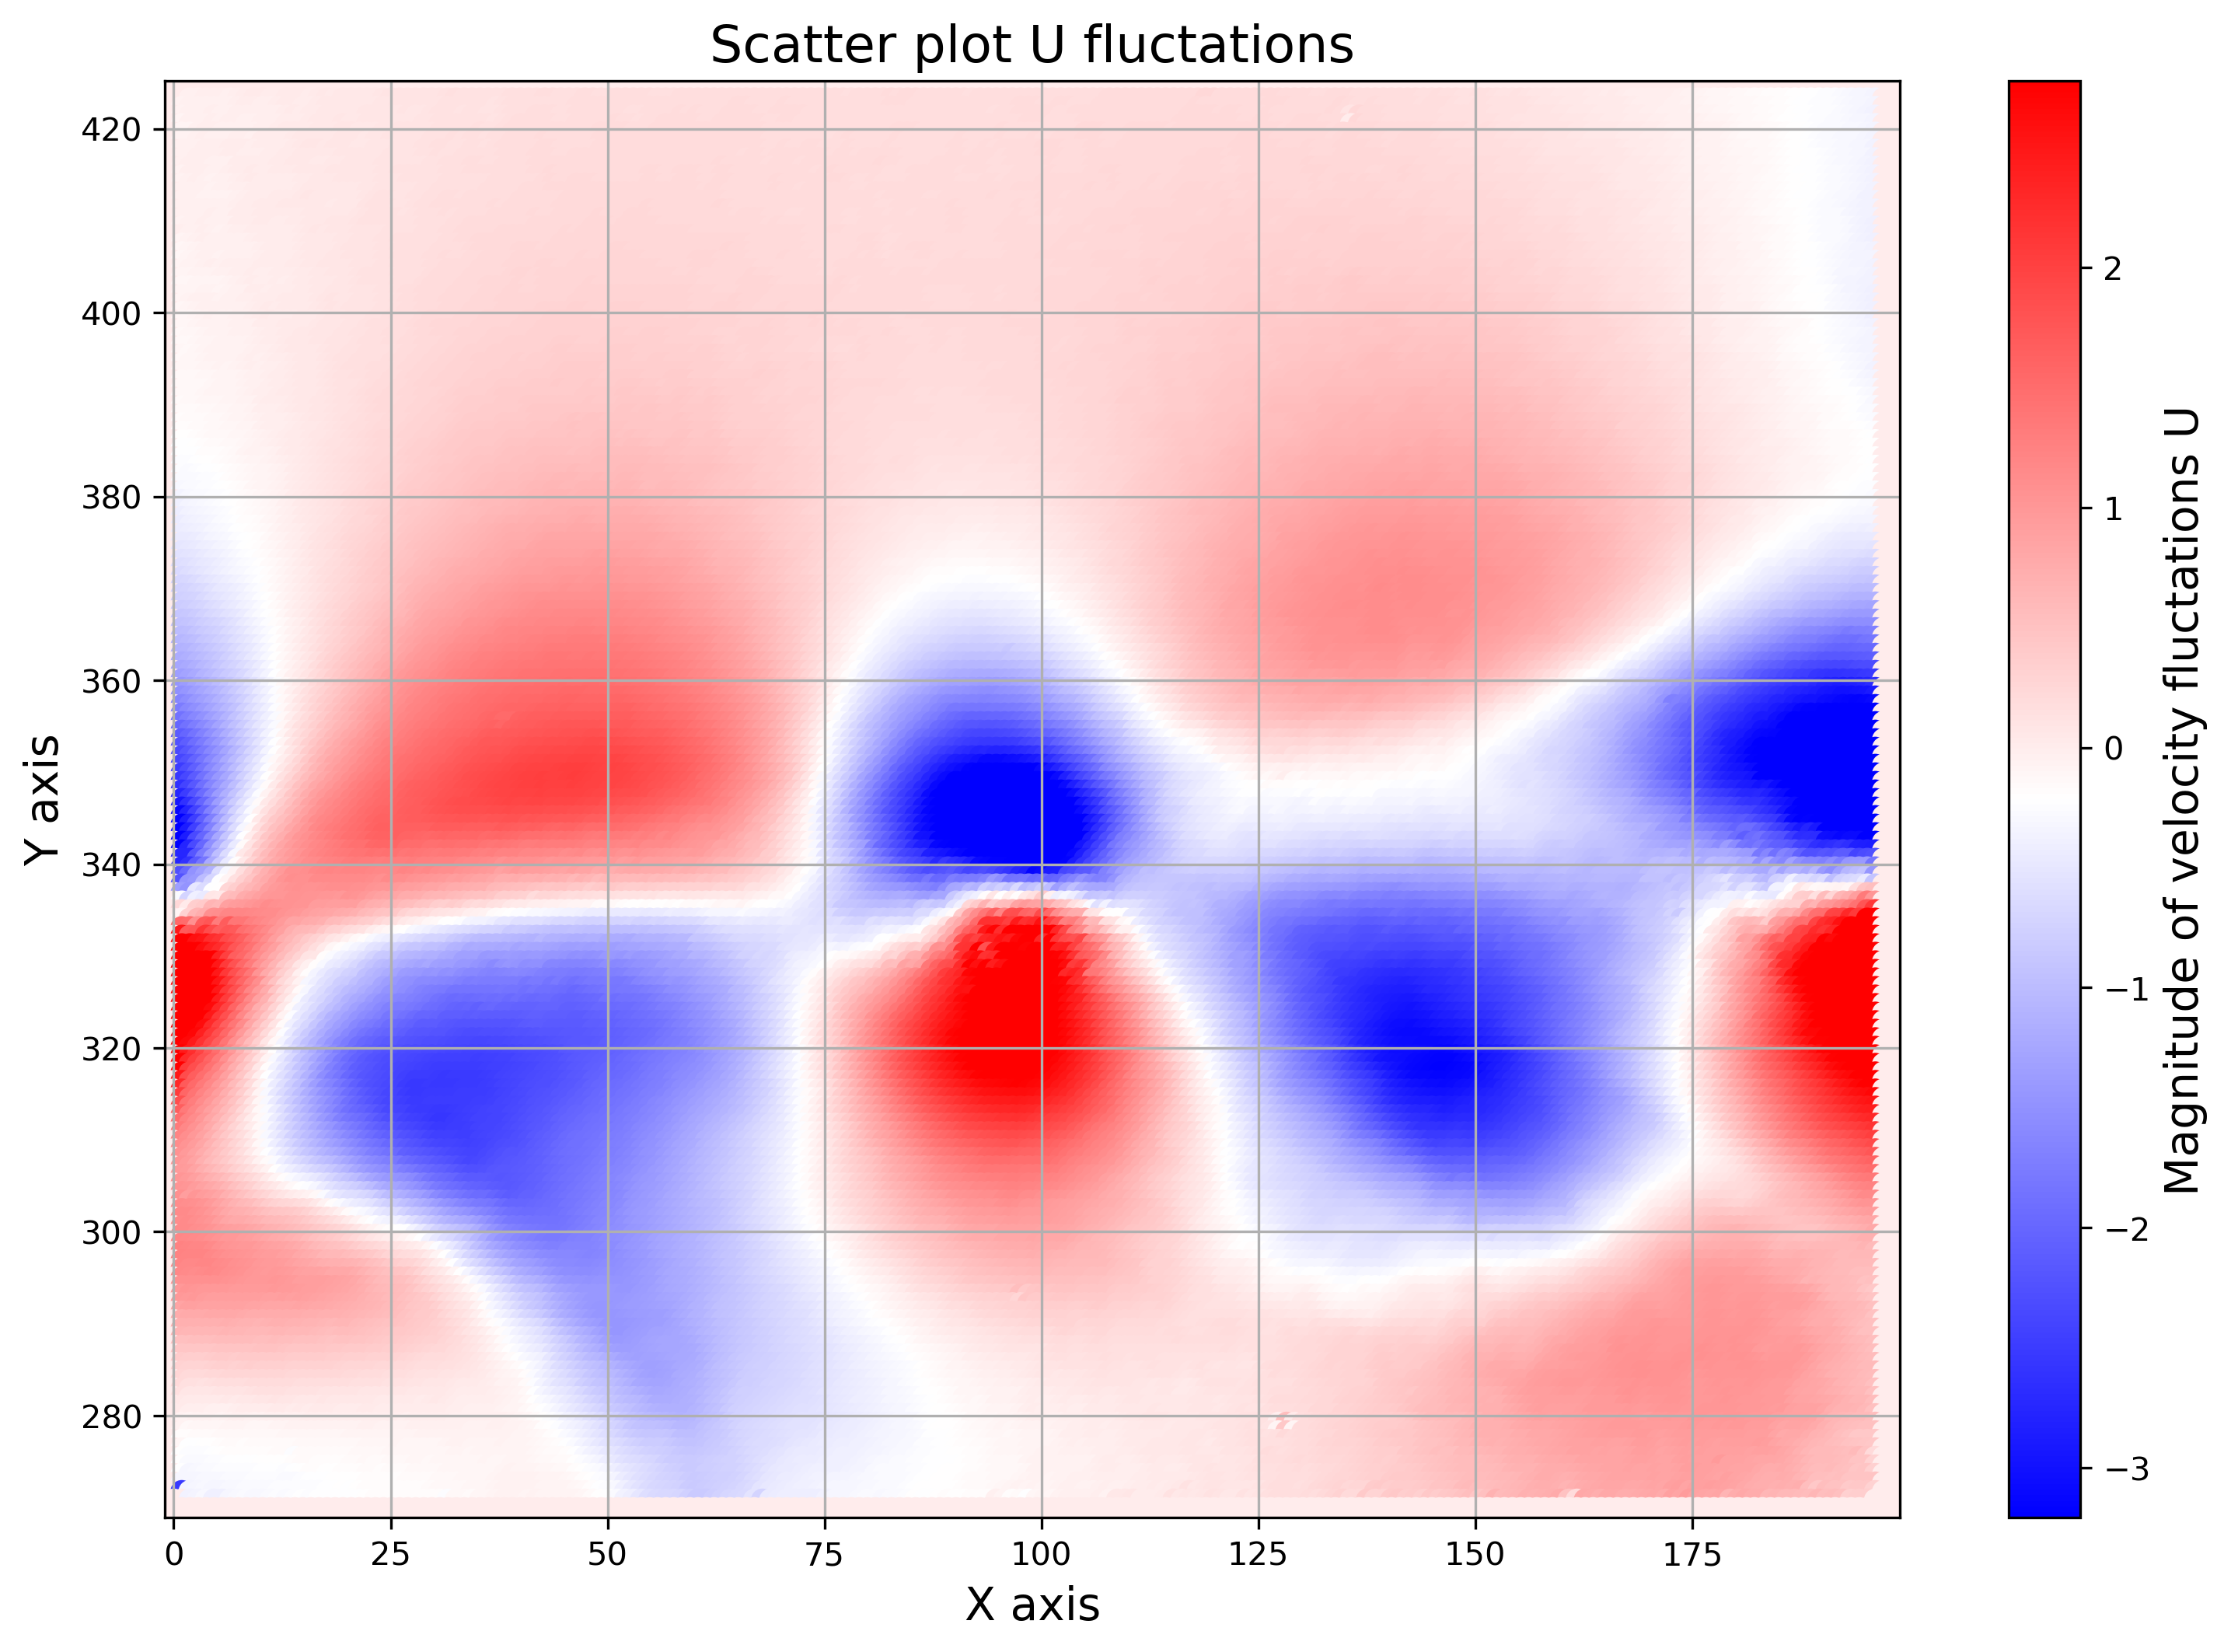 Scatter plot U fluctations
420
400
380
360
340
320
300
280
Y axis
0 25 50 75 100 125 150 175
X axis
2
1
0
−1
−2
−3
Magnitude of velocity fluctations U